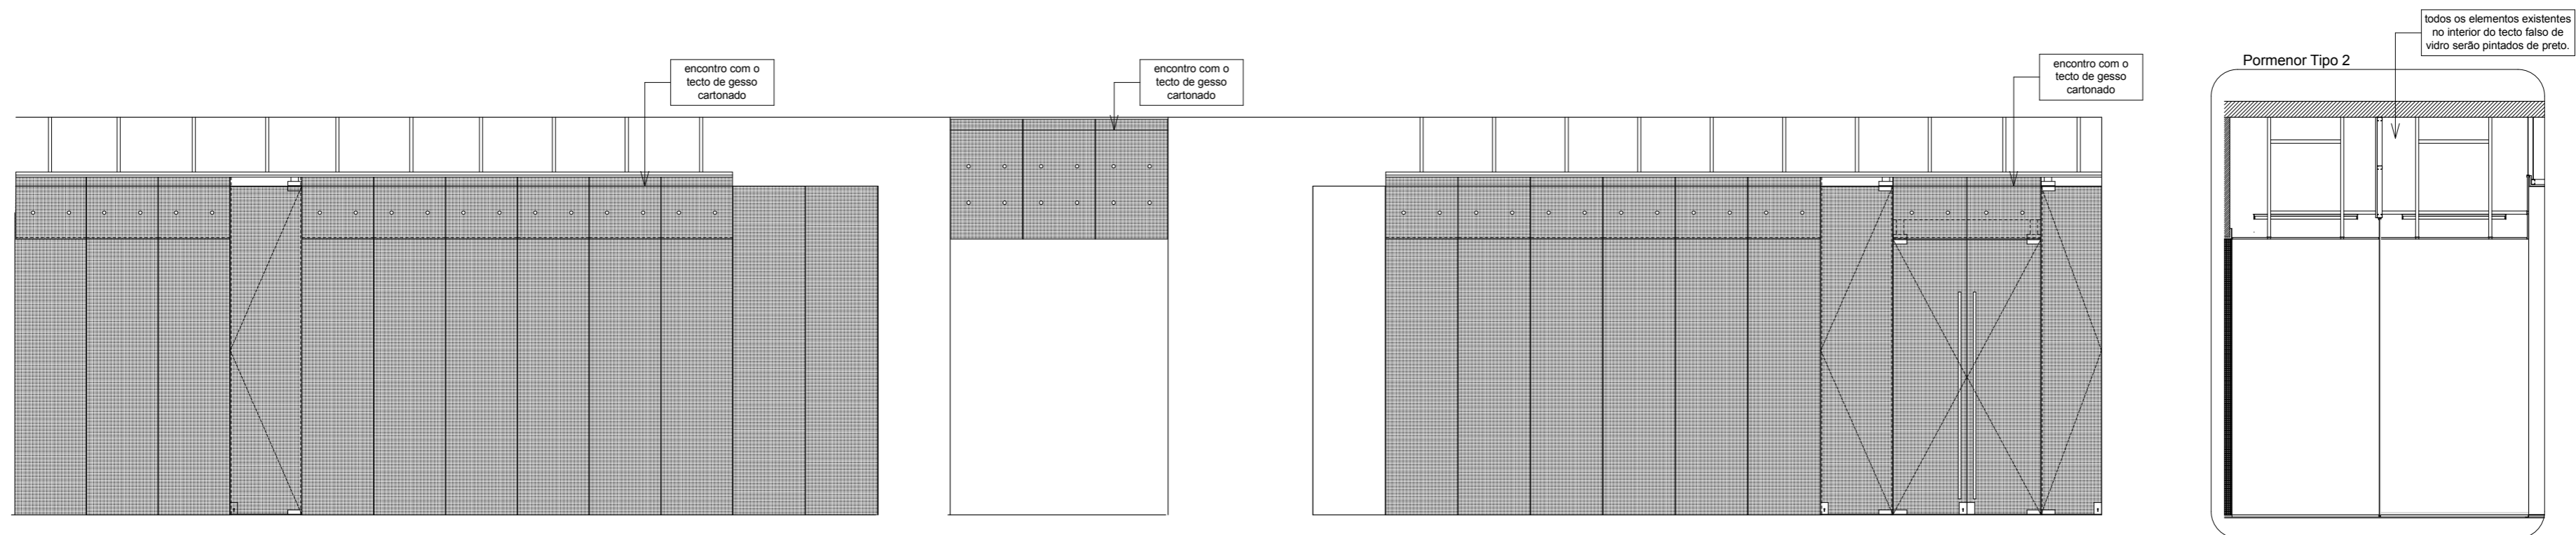 encontro com o
tecto de gesso
cartonado
encontro com o
tecto de gesso
cartonado
encontro com o
tecto de gesso
cartonado
todos os elementos existentes
no interior do tecto falso de
vidro serão pintados de preto.
Pormenor Tipo 2